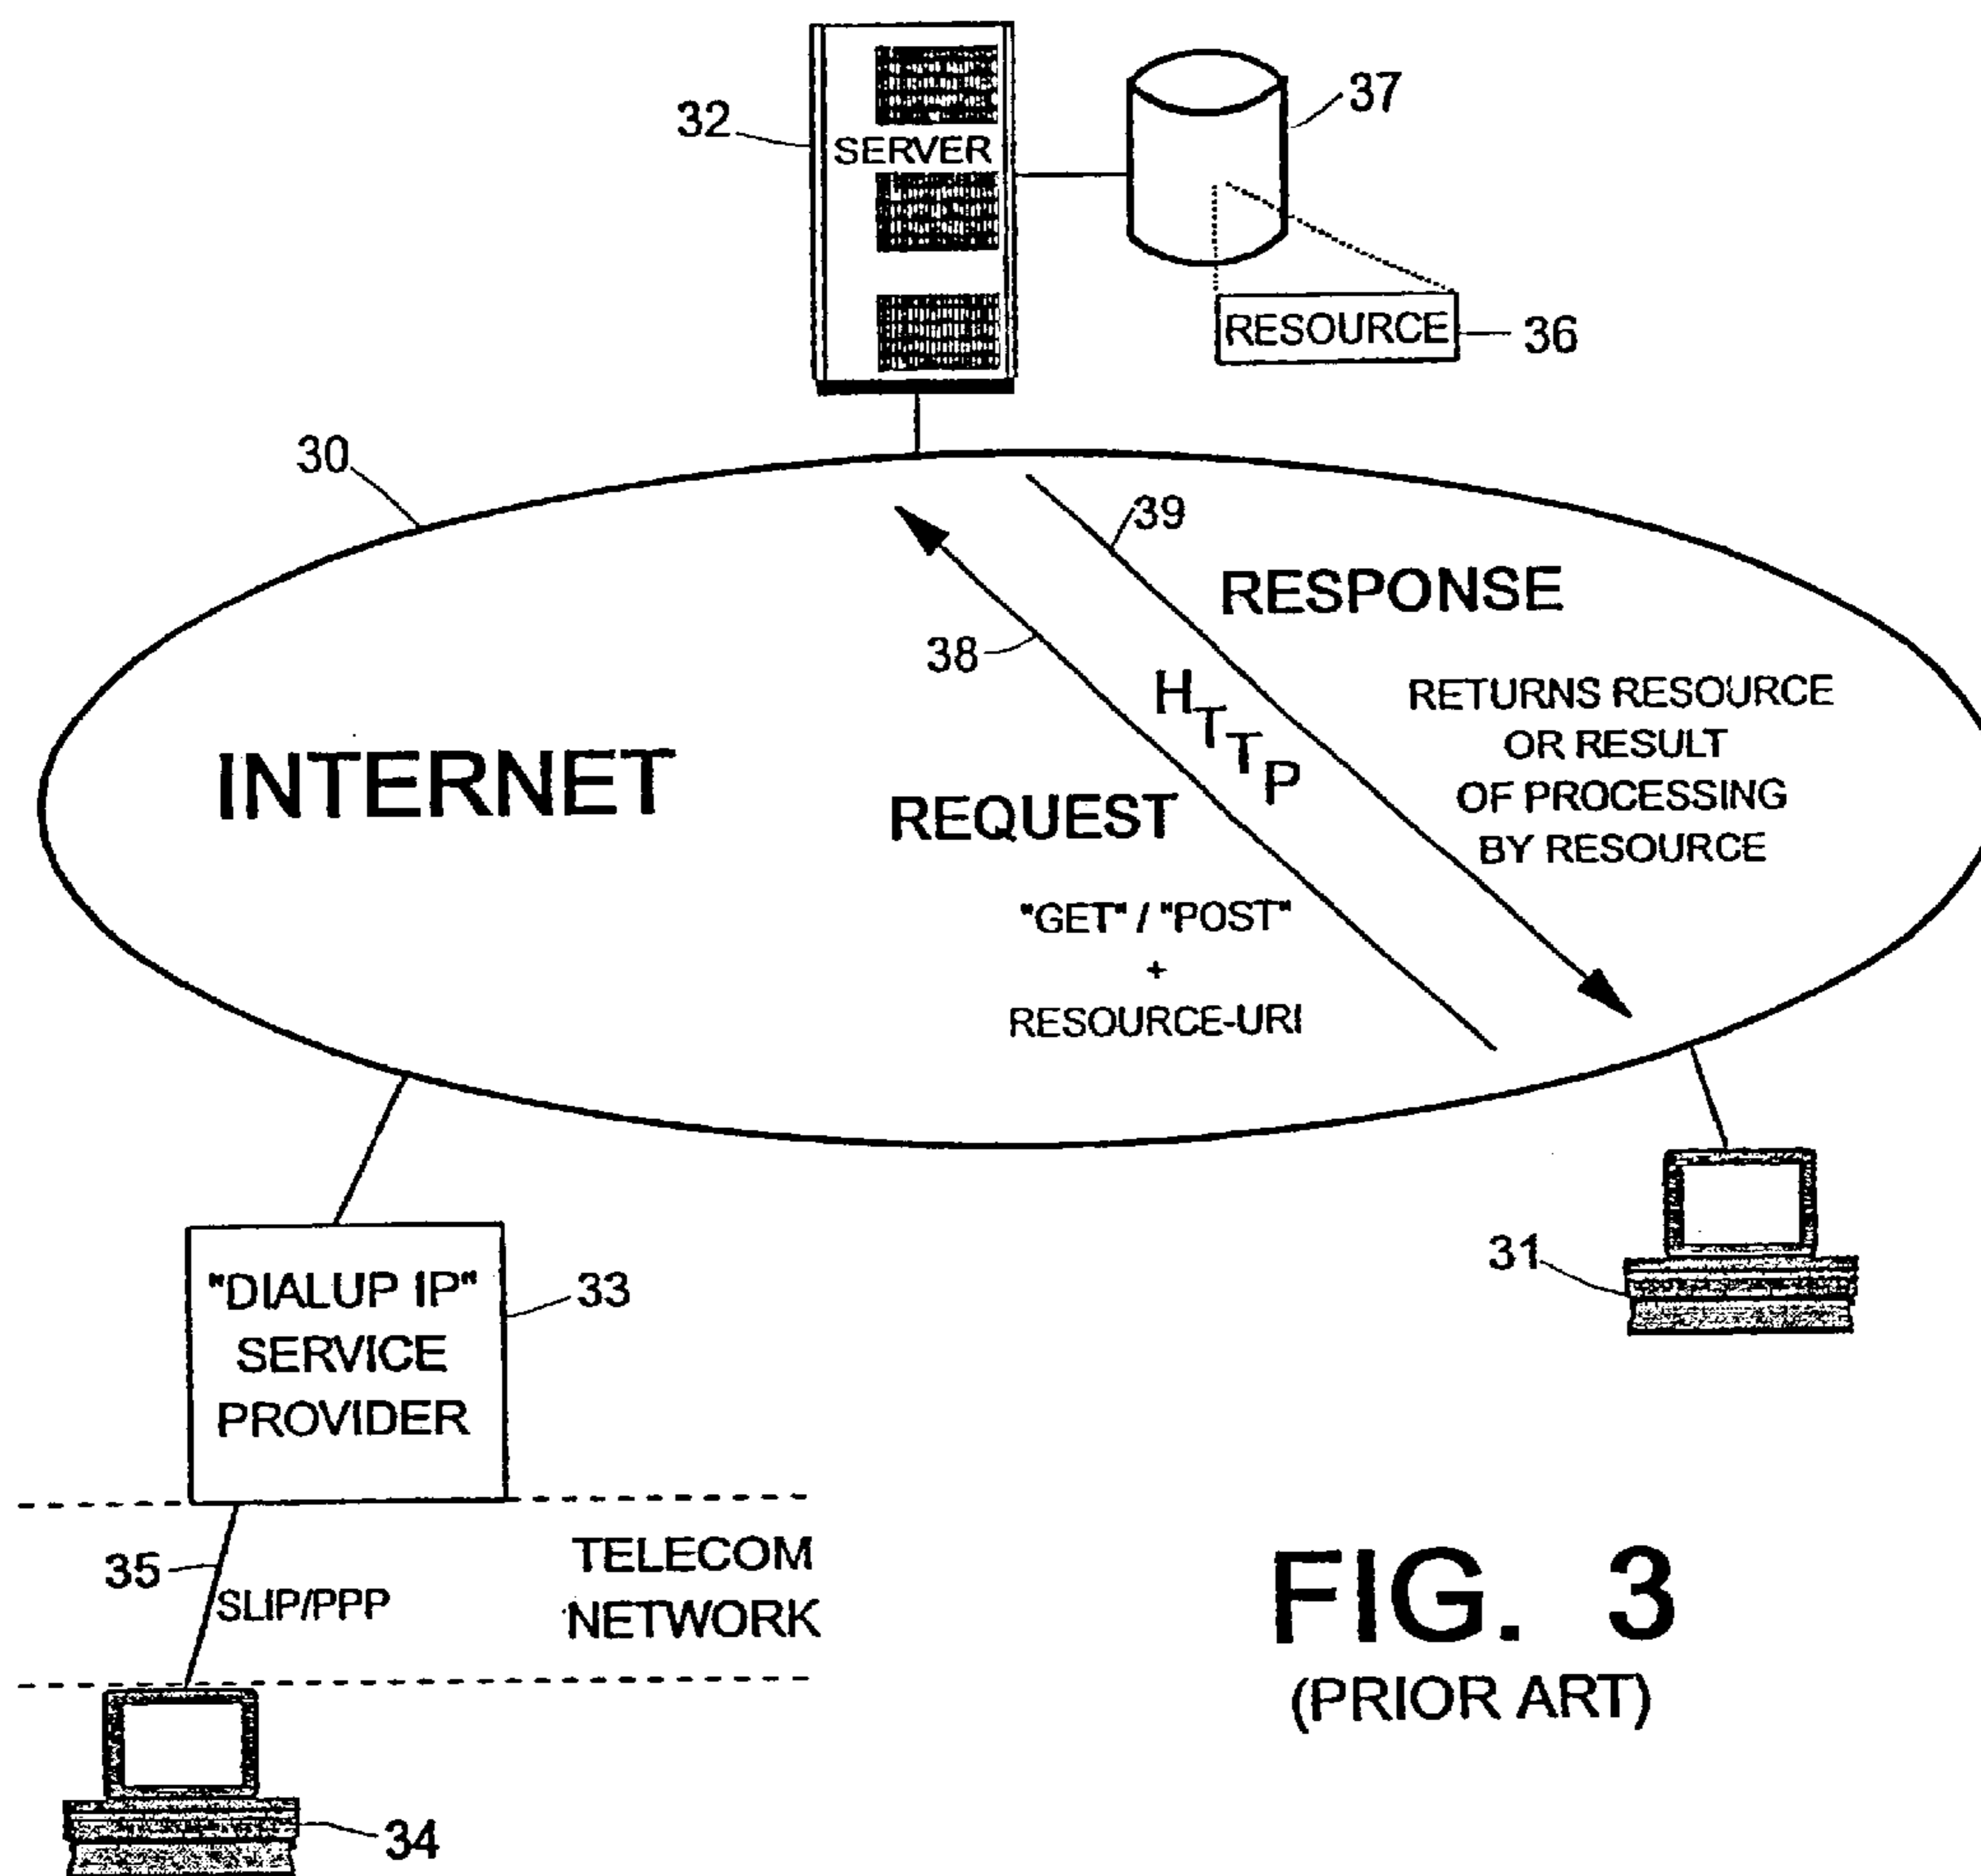 32
SERVER
37
RESOURCE
36
30
39
RESPONSE
38
HTTP
RETURNS RESOURCE
OR RESULT
OF PROCESSING
BY RESOURCE
INTERNET
REQUEST
"GET" / "POST"
+
RESOURCE-URI
"DIALUP IP"
SERVICE
PROVIDER
33
31
35
SLIP/PPP
TELECOM
NETWORK
34
FIG. 3
(PRIOR ART)